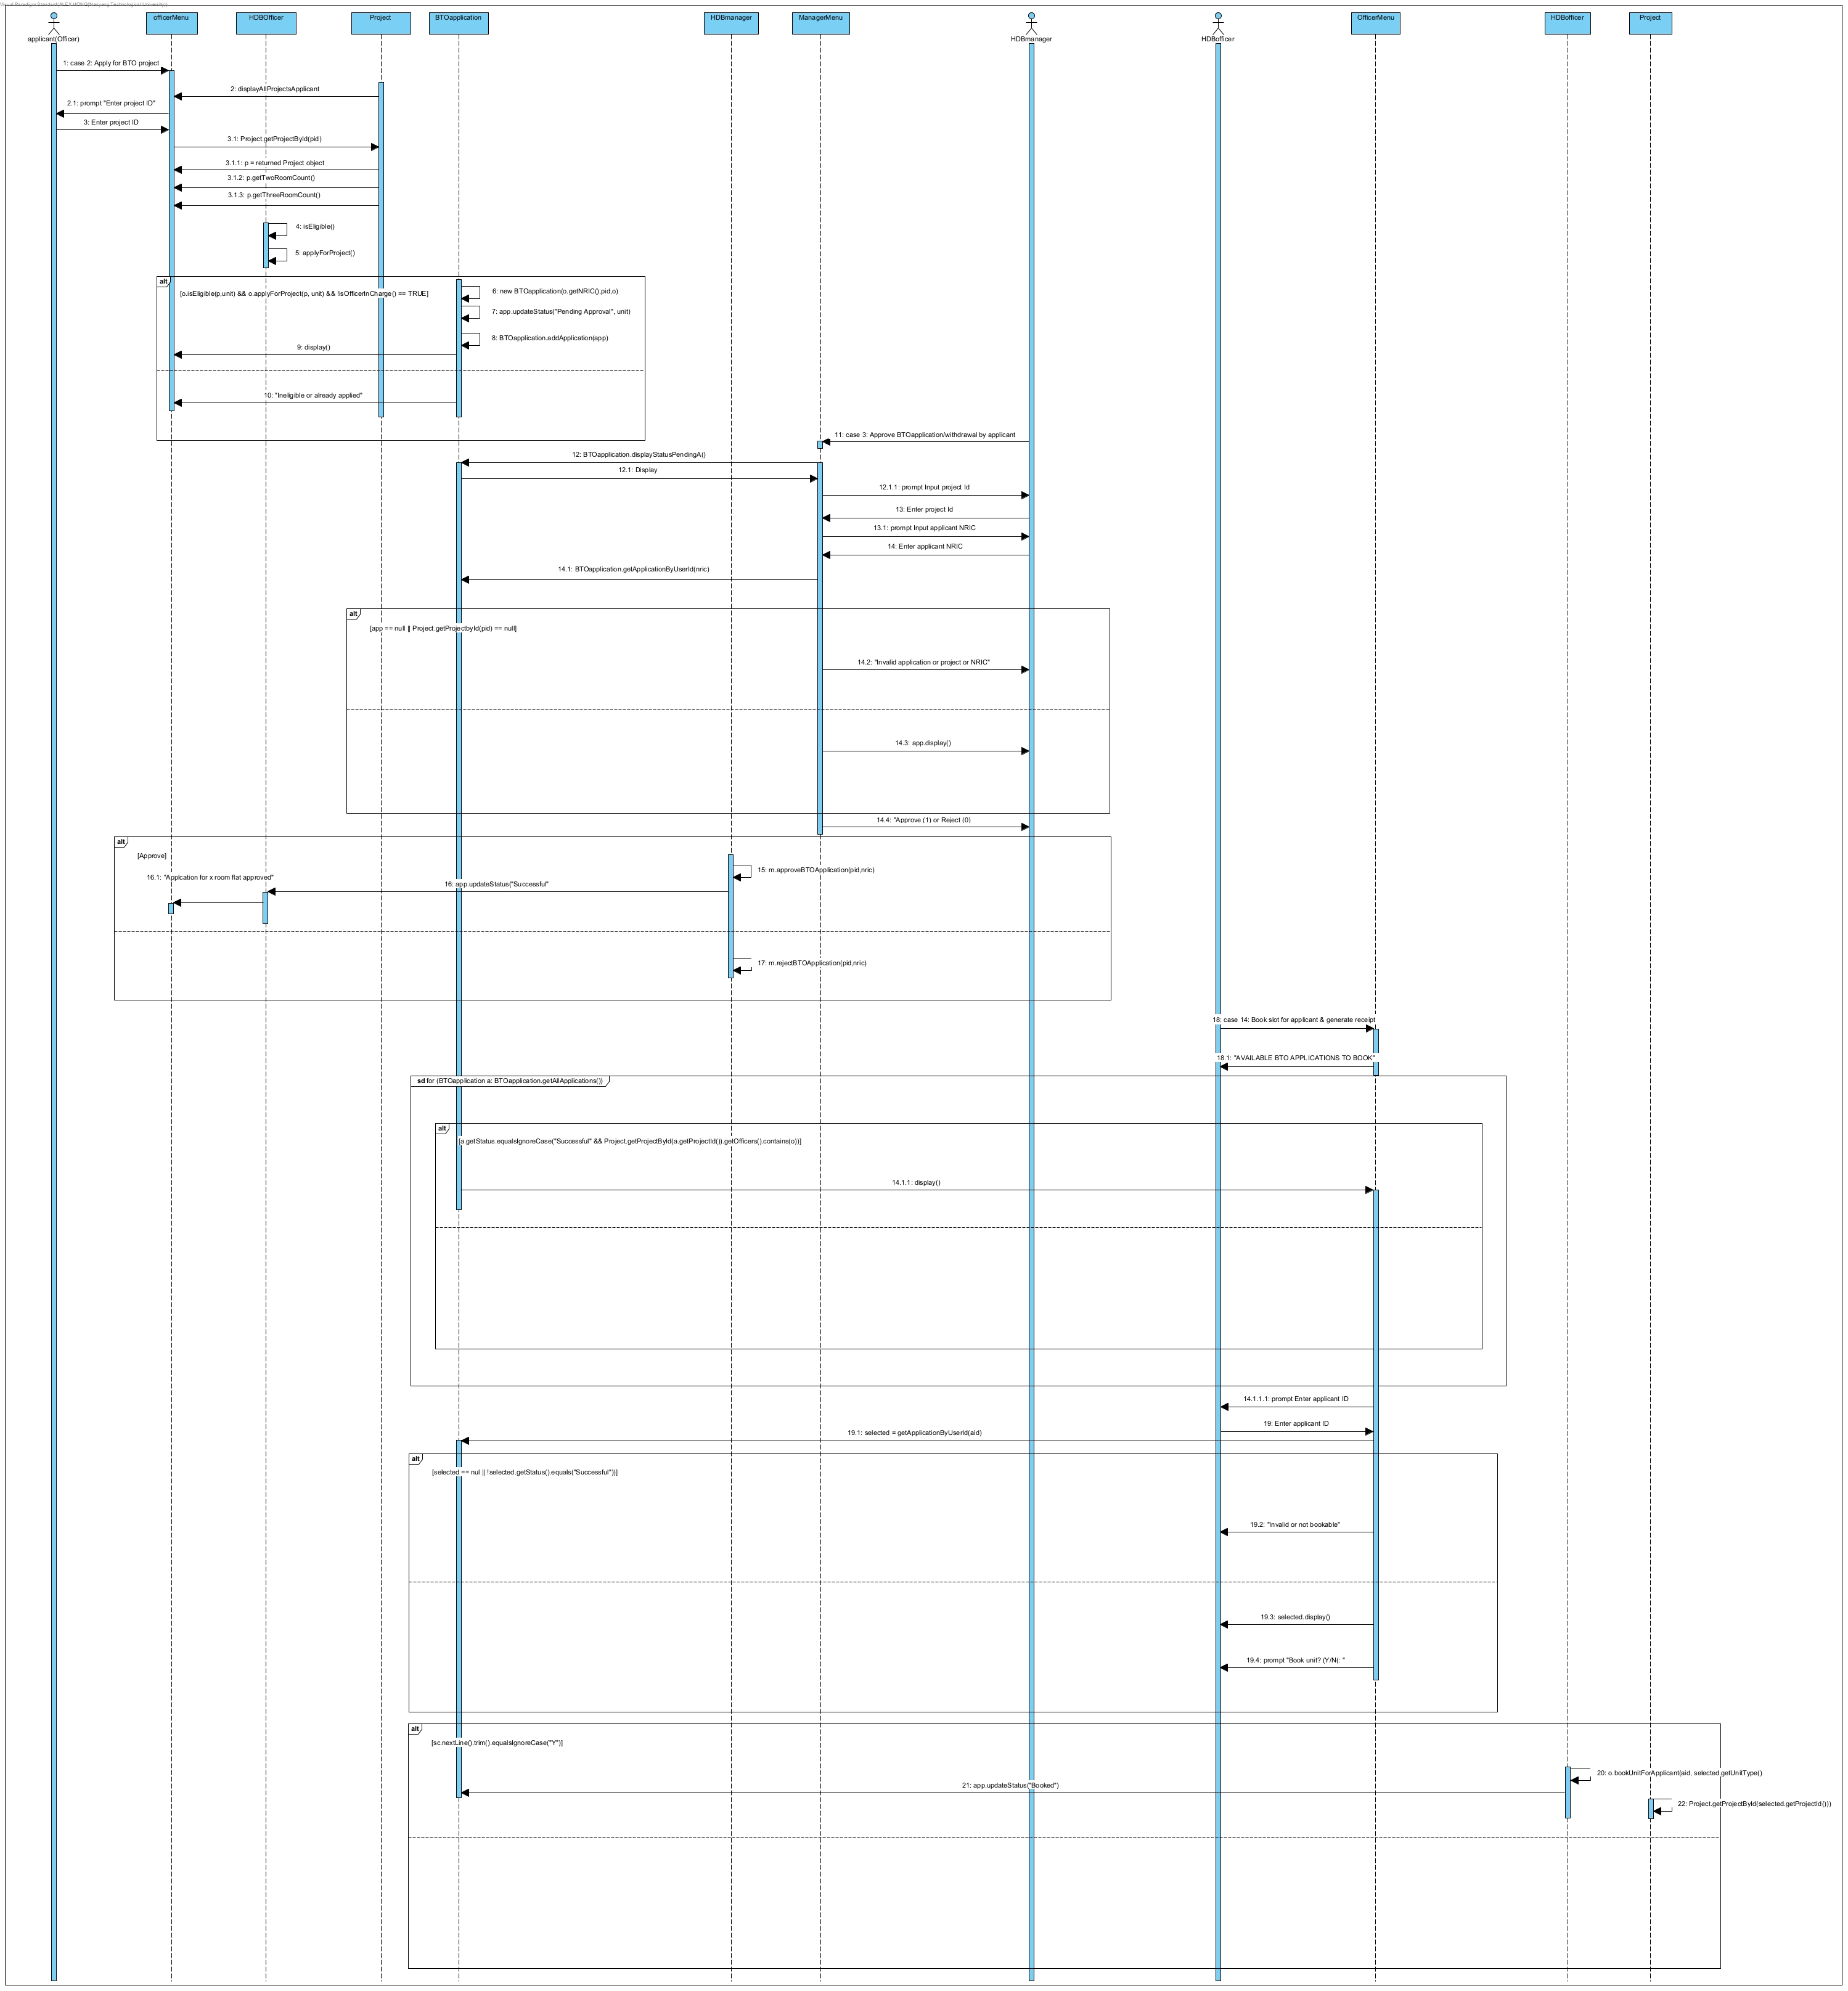 applicant(Officer)
officerMenu
HDBOfficer
Project
BTOapplication
HDBmanager
ManagerMenu
HDBmanager
HDBofficer
OfficerMenu
HDBofficer
Project
1: case 2: Apply for BTO project
2: displayAllProjectsApplicant
2.1: prompt "Enter project ID"
3: Enter project ID
3.1: Project.getProjectById(pid)
3.1.1: p = returned Project object
3.1.2: p.getTwoRoomCount()
3.1.3: p.getThreeRoomCount()
4: isEligible()
5: applyForProject()
alt
[o.isEligible(p,unit) && o.applyForProject(p, unit) && !isOfficerInCharge() == TRUE]
6: new BTOapplication(o.getNRIC(),pid,o)
7: app.updateStatus("Pending Approval", unit)
8: BTOapplication.addApplication(app)
9: display()
10: "Ineligible or already applied"
11: case 3: Approve BTOapplication/withdrawal by applicant
12: BTOapplication.displayStatusPendingA()
12.1: Display
12.1.1: prompt Input project Id
13: Enter project Id
13.1: prompt Input applicant NRIC
14: Enter applicant NRIC
14.1: BTOapplication.getApplicationByUserId(nric)
alt
[app == null || Project.getProjectbyId(pid) == null]
14.2: "Invalid application or project or NRIC"
14.3: app.display()
14.4: "Approve (1) or Reject (0)
alt
[Approve]
15: m.approveBTOApplication(pid,nric)
16.1: "Applcation for x room flat approved"
16: app.updateStatus("Successful"
17: m.rejectBTOApplication(pid,nric)
18: case 14: Book slot for applicant & generate receipt
18.1: "AVAILABLE BTO APPLICATIONS TO BOOK"
sd for (BTOapplication a: BTOapplication.getAllApplications())
alt
[a.getStatus.equalsIgnoreCase("Successful" && Project.getProjectById(a.getProjectId()).getOfficers().contains(o))]
14.1.1: display()
14.1.1.1: prompt Enter applicant ID
19: Enter applicant ID
19.1: selected = getApplicationByUserId(aid)
alt
[selected == nul || !selected.getStatus().equals("Successful"))]
19.2: "Invalid or not bookable"
19.3: selected.display()
19.4: prompt "Book unit? (Y/N(: "
alt
[sc.nextLine().trim().equalsIgnoreCase("Y")]
20: o.bookUnitForApplicant(aid, selected.getUnitType()
21: app.updateStatus("Booked")
22: Project.getProjectById(selected.getProjectId()))